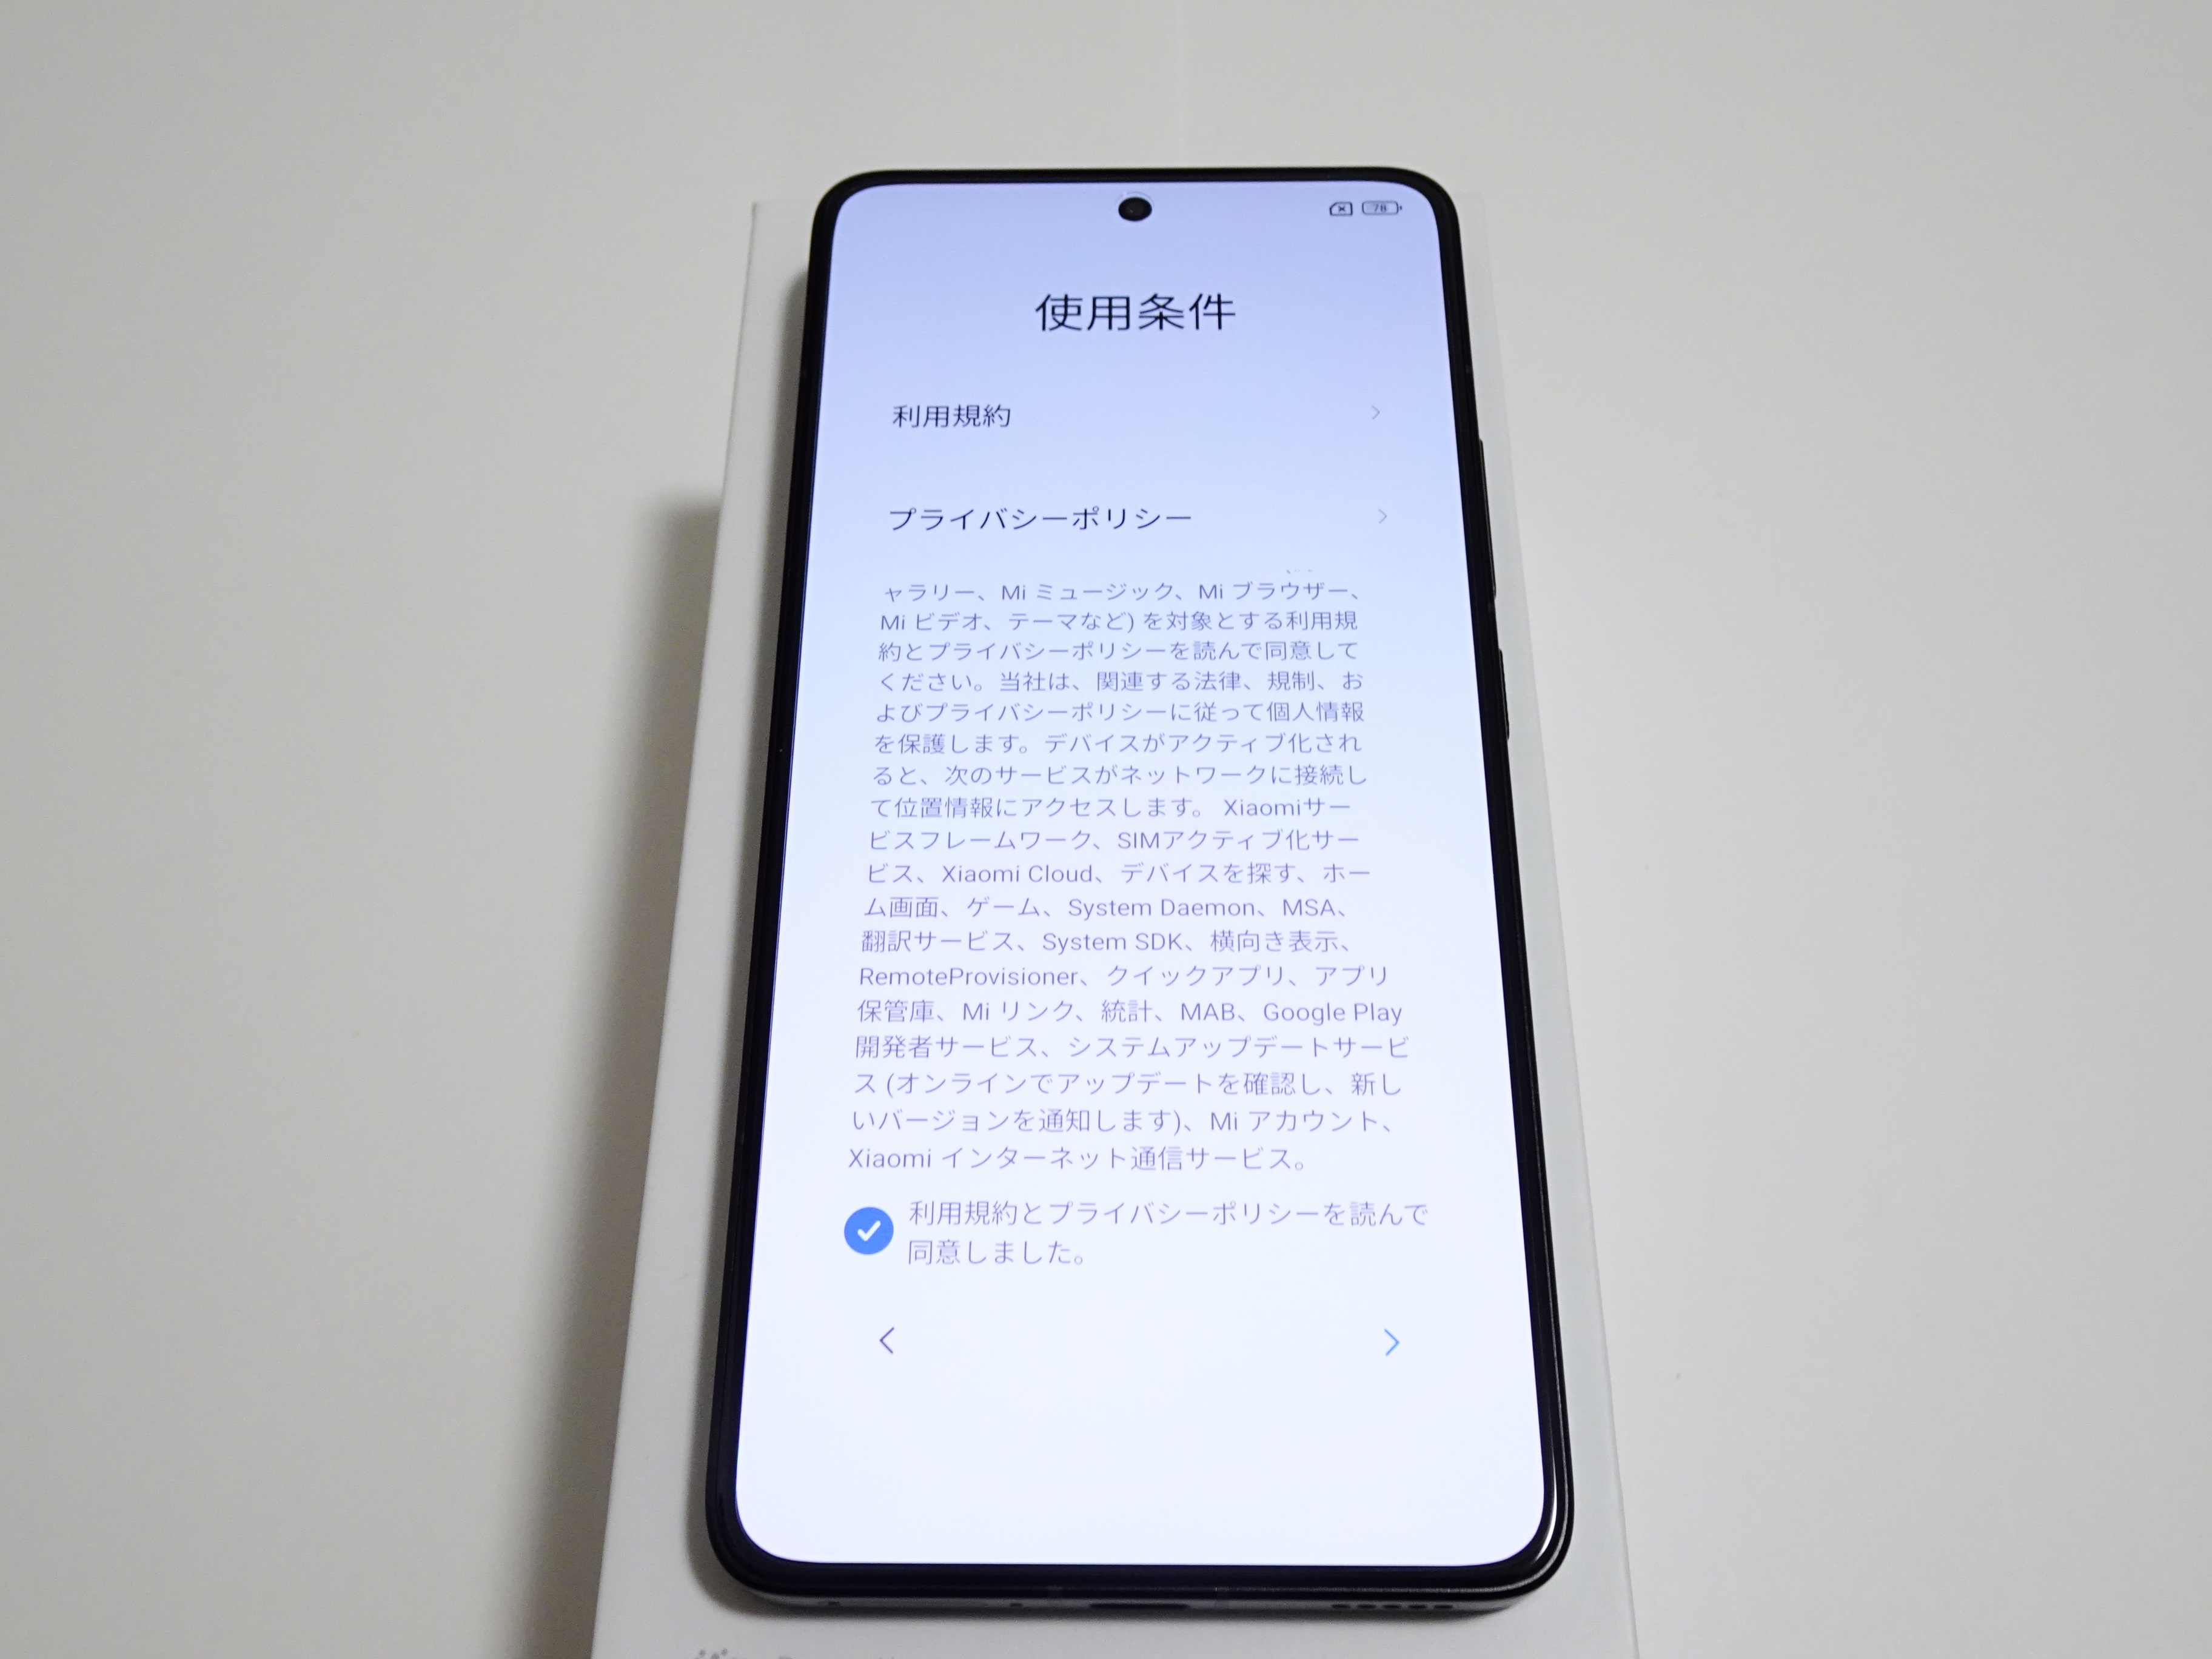 78
使用条件
利用規約
プライバシーポリシー
ャラリー、Mi ミュージック、Mi ブラウザー、
Mi ビデオ、テーマなど) を対象とする利用規
約とプライバシーポリシーを読んで同意して
ください。当社は、関連する法律、規制、お
よびプライバシーポリシーに従って個人情報
を保護します。デバイスがアクティブ化され
ると、次のサービスがネットワークに接続し
て位置情報にアクセスします。 Xiaomiサー
ビスフレームワーク、SIMアクティブ化サー
ビス、Xiaomi Cloud、デバイスを探す、ホー
ム画面、ゲーム、System Daemon、MSA、
翻訳サービス、System SDK、横向き表示、
RemoteProvisioner、クイックアプリ、アプリ
保管庫、Mi リンク、統計、MAB、Google Play
開発者サービス、システムアップデートサービ
ス (オンラインでアップデートを確認し、新し
いバージョンを通知します)、Mi アカウント、
Xiaomi インターネット通信サービス。
利用規約とプライバシーポリシーを読んで
同意しました。